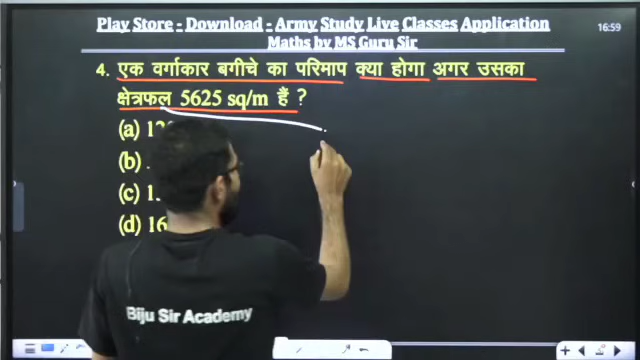 Play Store - Download - Army Study Live Classes Application
16:59
Maths by MS Guru Sir
4. एक वर्गाकार बगीचे का परिमाप क्या होगा अगर उसका
क्षेत्रफल 5625 sq/m हैं ?
(a)
(b)
(c)
(d)
Biju Sir Academy